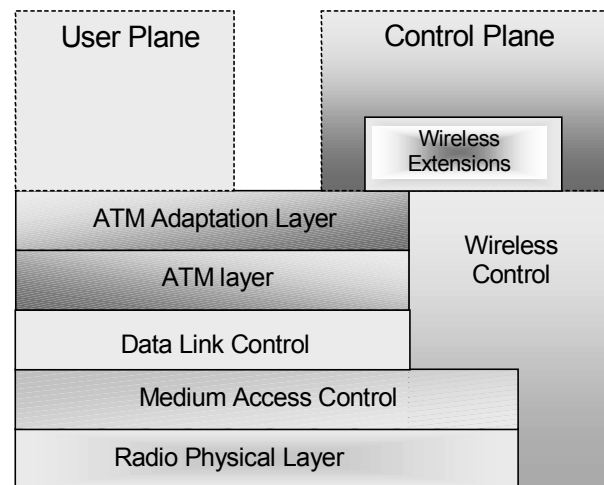 User Plane
Control Plane
Wireless
Extensions
ATM Adaptation Layer
Wireless
Control
ATM layer
Data Link Control
Medium Access Control
Radio Physical Layer